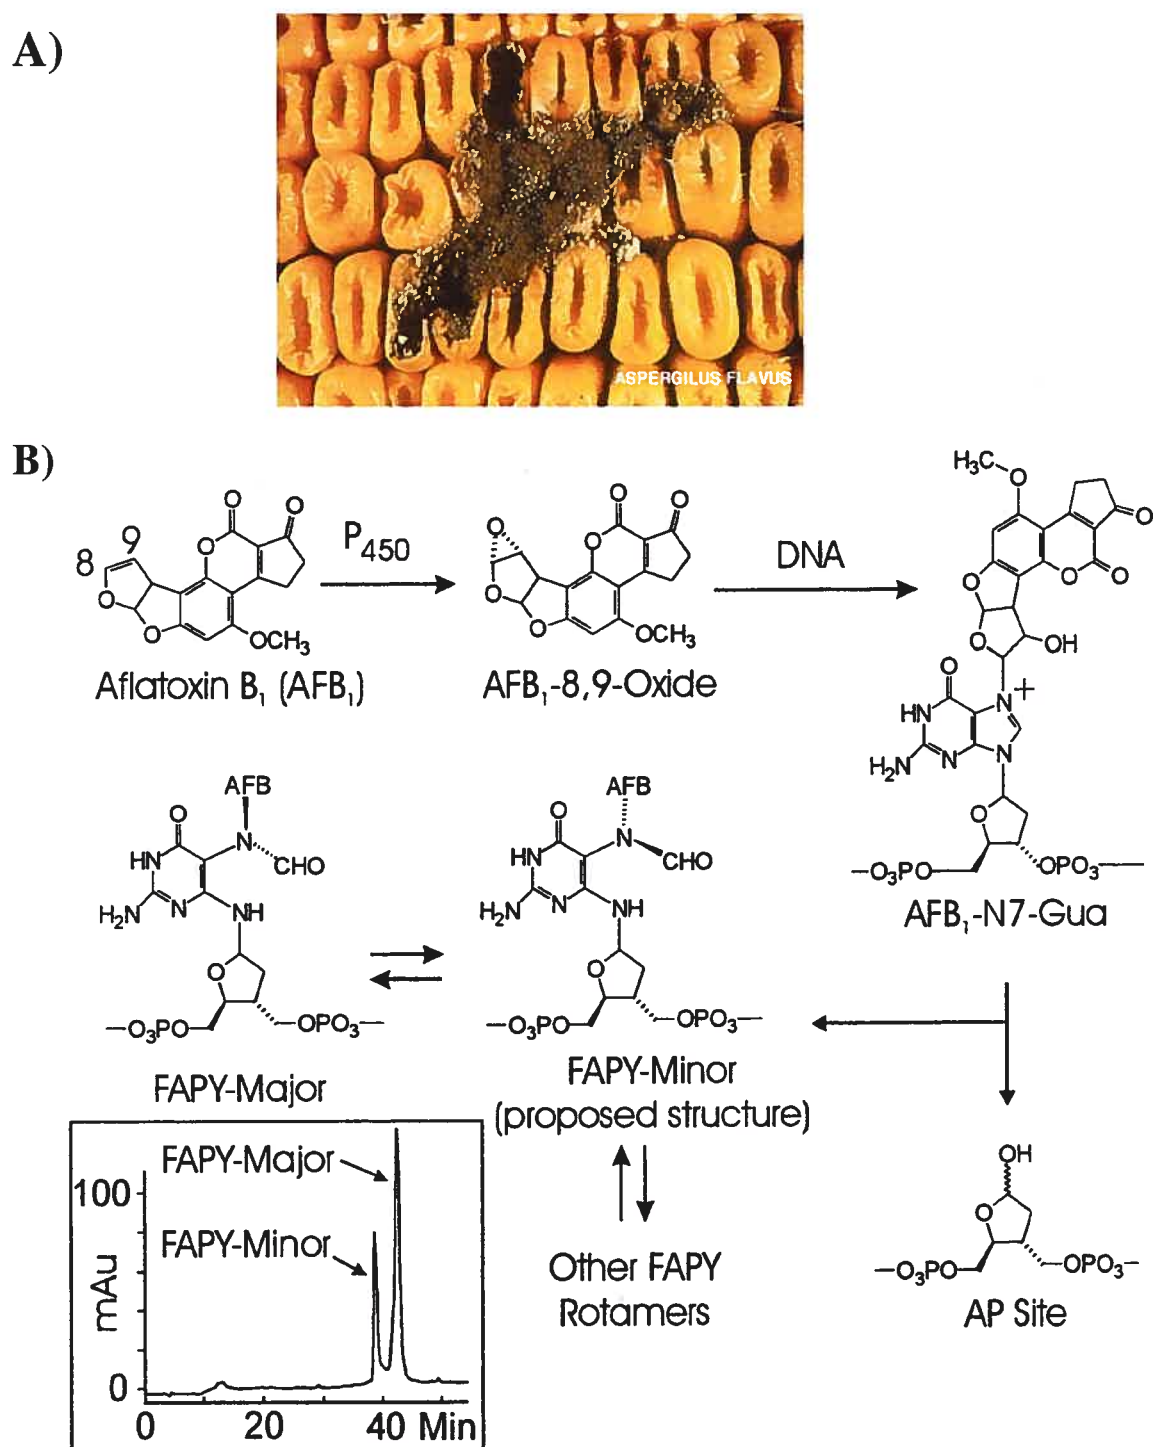 A)
ASPERGILUS FLAVUS
B)
8
9
O
O
O
O
O
OCH₃
Aflatoxin B₁ (AFB₁)
P₄₅₀
O
O
O
O
O
O
OCH₃
AFB₁-8,9-Oxide
DNA
H₃C
O
O
O
O
O
O
OH
O
N
+
HN
N
N
H₂N
O
—O₃PO
OPO₃—
AFB₁-N7-Gua
AFB
O
N
CHO
HN
N
NH
H₂N
O
—O₃PO
OPO₃—
FAPY-Major
AFB
O
N
CHO
HN
N
NH
H₂N
O
—O₃PO
OPO₃—
FAPY-Minor
(proposed structure)
Other FAPY
Rotamers
OH
O
—O₃PO
OPO₃—
AP Site
FAPY-Major
FAPY-Minor
100
mAu
0
0
20
40
Min